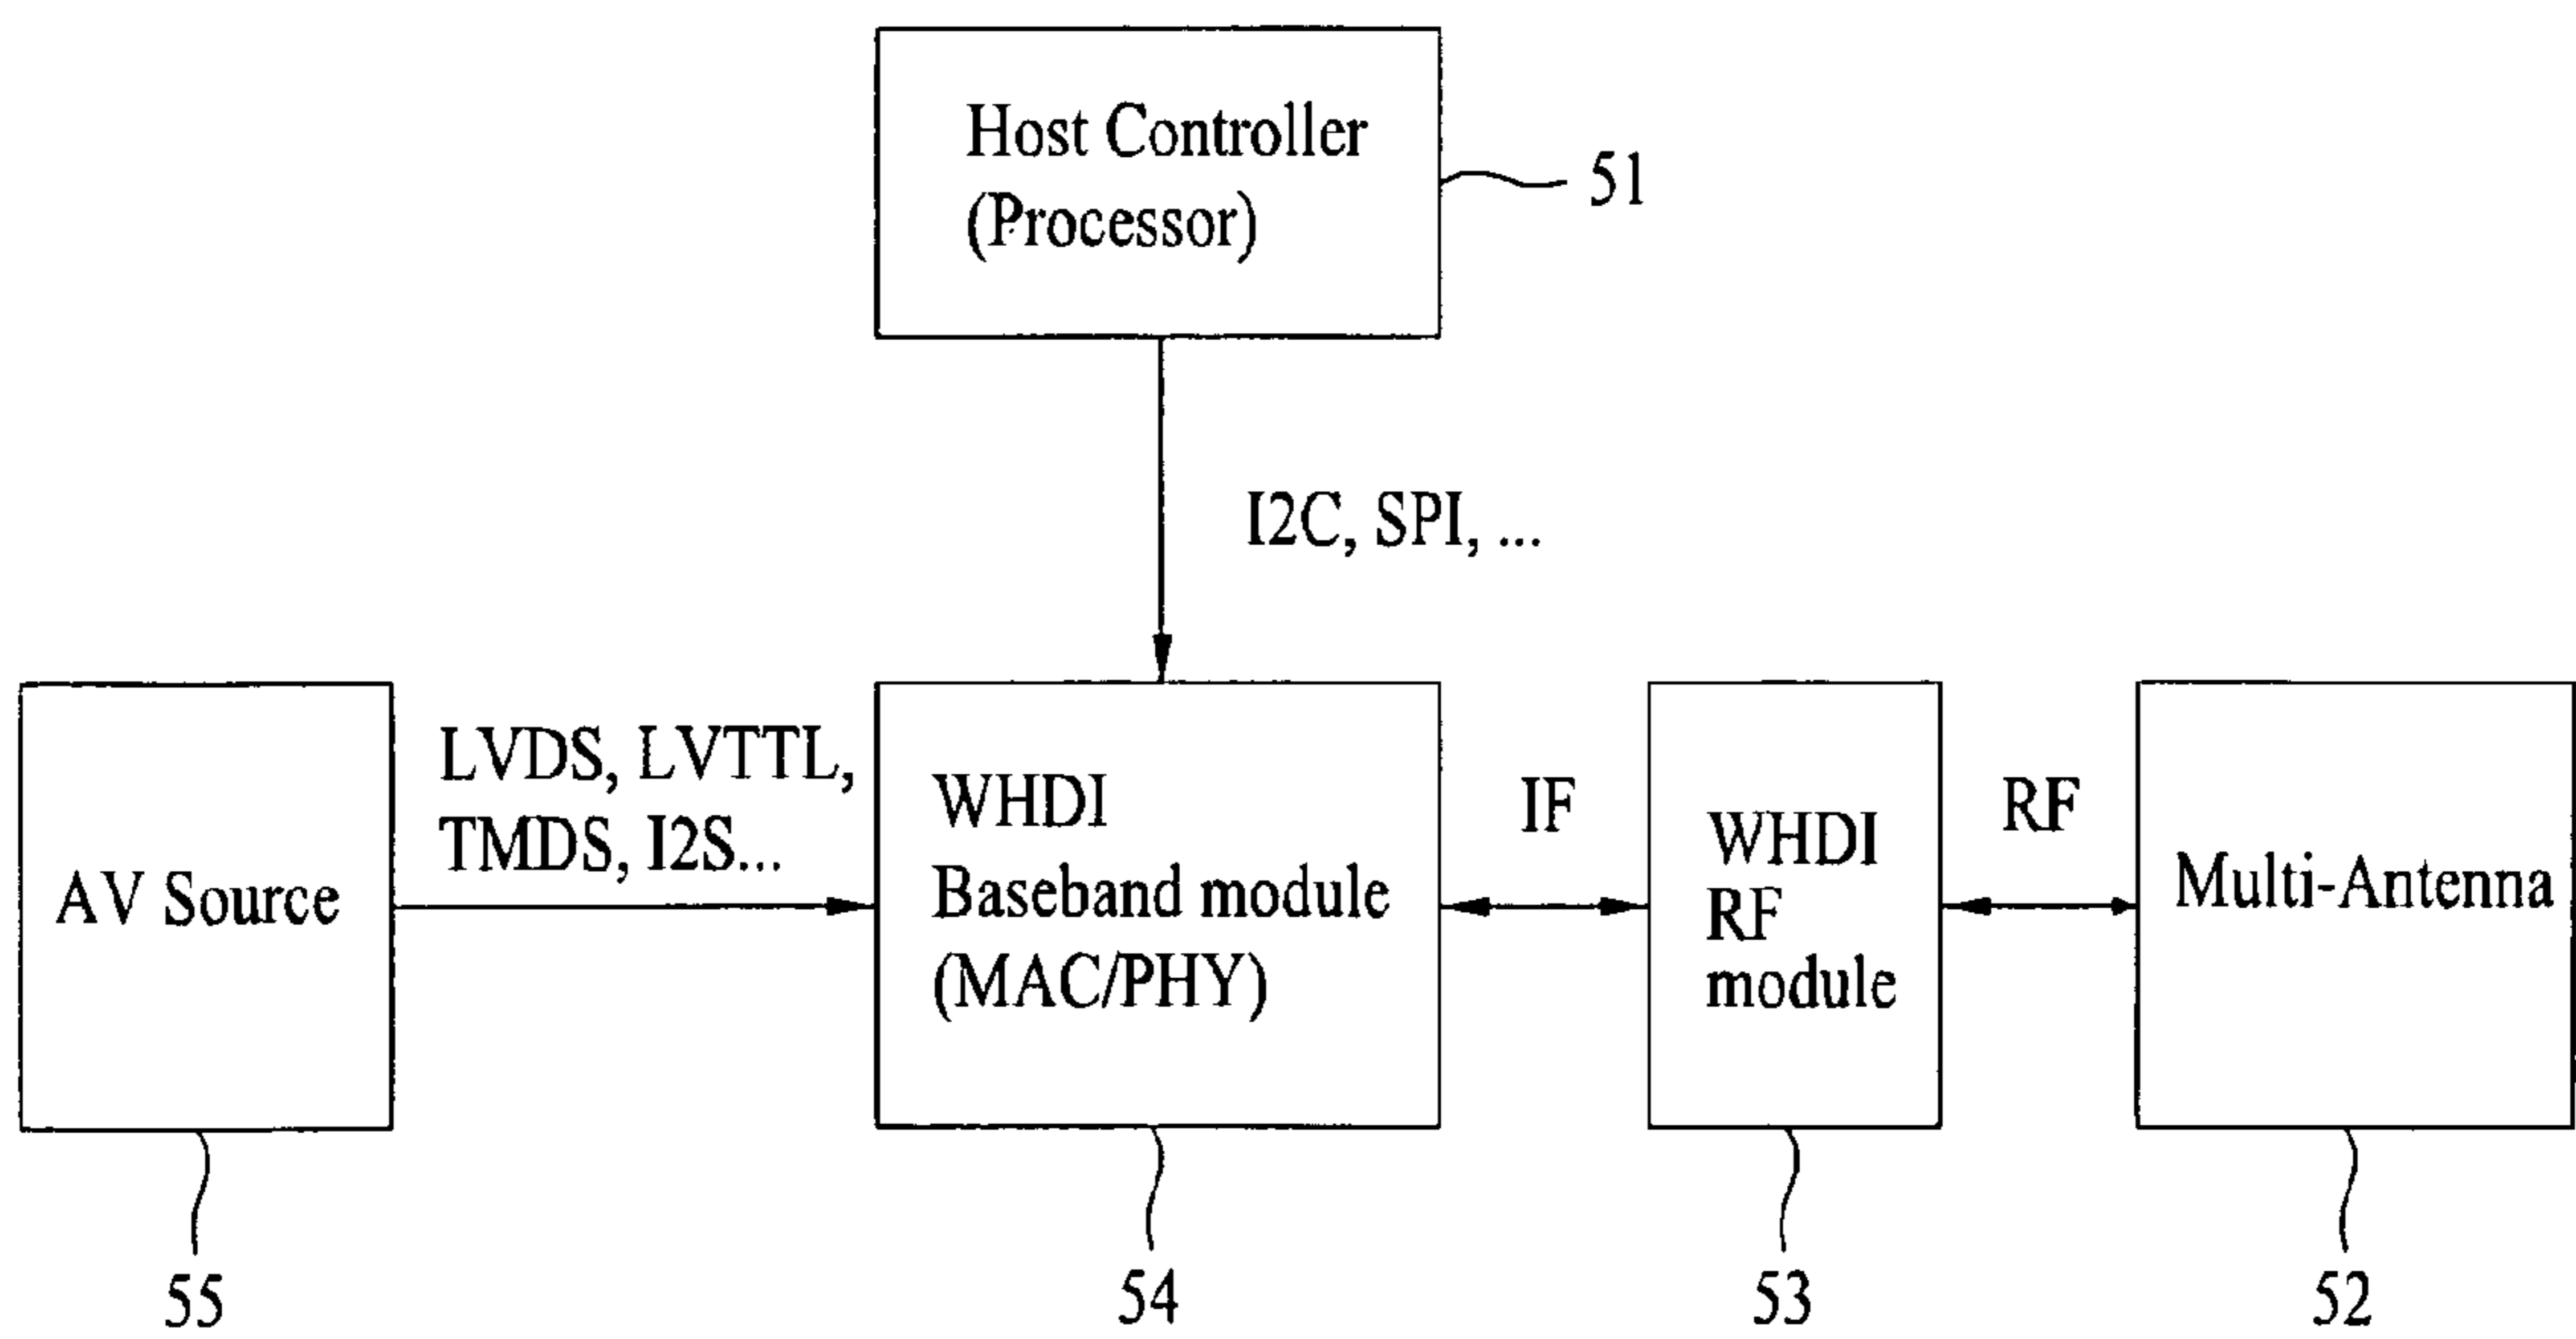 Host Controller
(Processor)
51
I2C, SPI, ...
AV Source
LVDS, LVTTL,
TMDS, I2S...
WHDI
Baseband module
(MAC/PHY)
IF
WHDI
RF
module
RF
Multi-Antenna
55
54
53
52